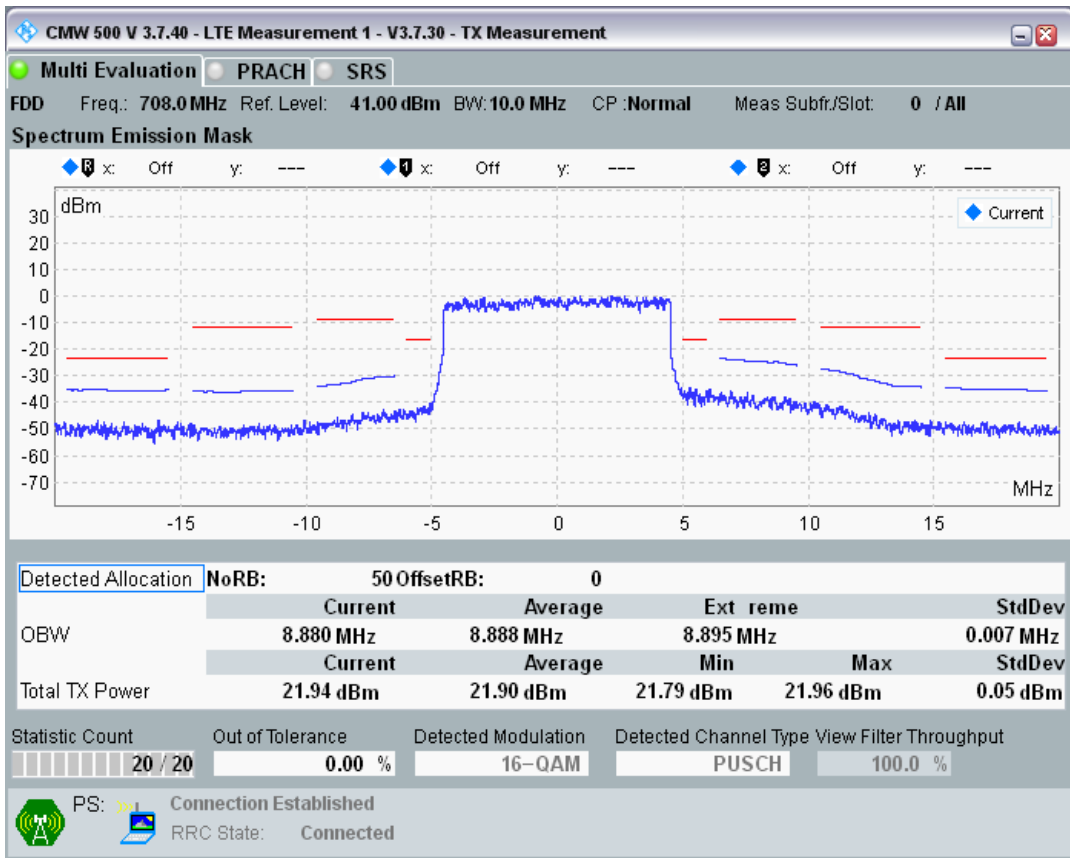 CMW 500 V 3.7.40 - LTE Measurement 1 - V3.7.30 - TX Measurement
Multi Evaluation PRACH SRS
FDD Freq.: 708.0 MHz Ref. Level: 41.00 dBm BW: 10.0 MHz CP :Normal Meas Subfr./Slot: 0 / All
Spectrum Emission Mask
R x: Off y: --- 1 x: Off y: --- 2 x: Off y: ---
dBm
Current
30
20
10
0
-10
-20
-30
-40
-50
-60
-70
MHz
-15 -10 -5 0 5 10 15
Detected Allocation NoRB: 50 OffsetRB: 0
Current Average Ext reme StdDev
OBW 8.880 MHz 8.888 MHz 8.895 MHz 0.007 MHz
Current Average Min Max StdDev
Total TX Power 21.94 dBm 21.90 dBm 21.79 dBm 21.96 dBm 0.05 dBm
Statistic Count Out of Tolerance Detected Modulation Detected Channel Type View Filter Throughput
20 / 20 0.00 % 16-QAM PUSCH 100.0 %
PS: Connection Established
RRC State: Connected